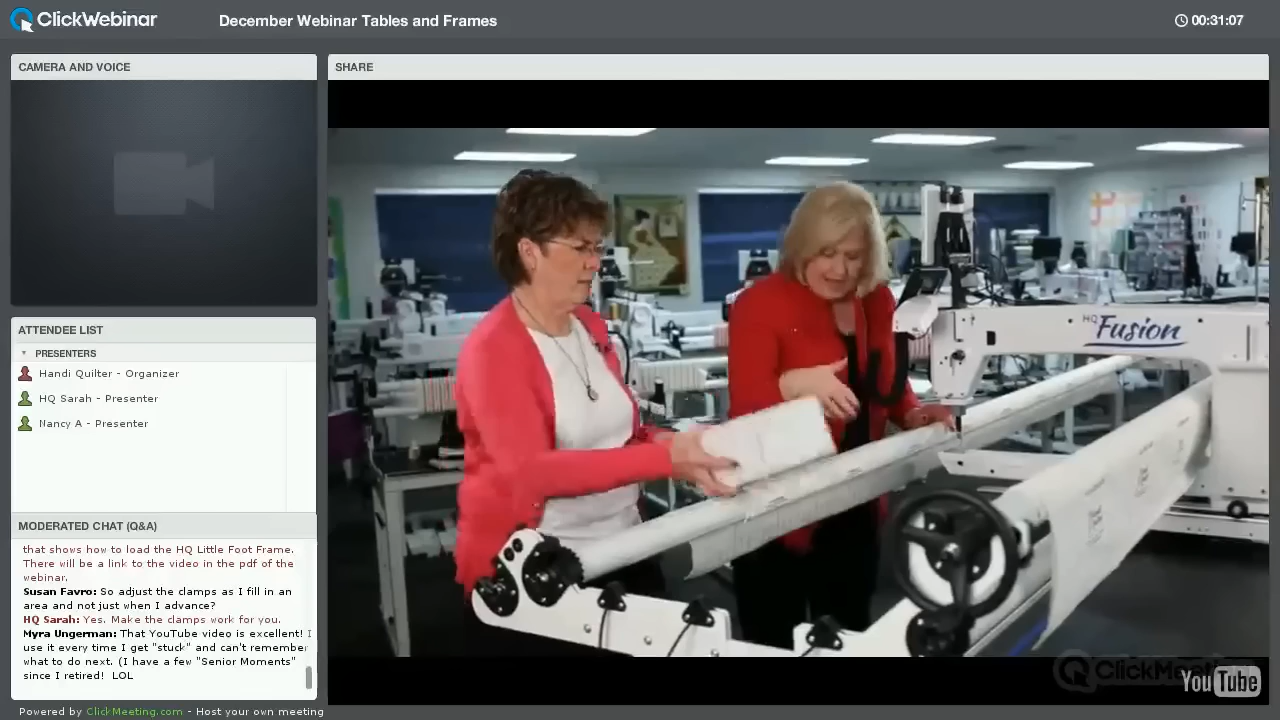 ClickWebinar
December Webinar Tables and Frames
00:31:07
CAMERA AND VOICE
SHARE
ATTENDEE LIST
PRESENTERS
Handi Quilter - Organizer
HQ Sarah - Presenter
Nancy A - Presenter
MODERATED CHAT (Q&A)
that shows how to load the HQ Little Foot Frame.
There will be a link to the video in the pdf of the
webinar.
Susan Favro: So adjust the clamps as I fill in an
area and not just when I advance?
HQ Sarah: Yes. Make the clamps work for you.
Myra Ungerman: That YouTube video is excellent! I
use it every time I get "stuck" and can't remember
what to do next. (I have a few "Senior Moments"
since I retired! LOL
HQ Fusion
ClickMeeting
YouTube
Powered by ClickMeeting.com - Host your own meeting